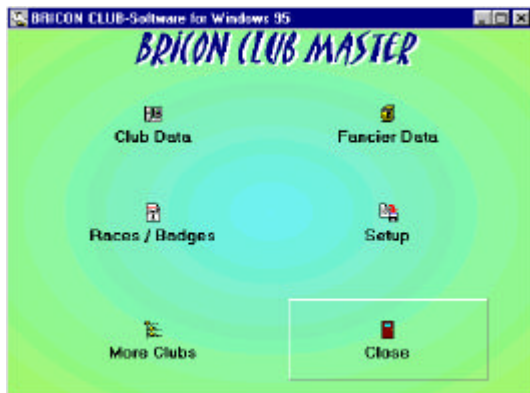 BRICON CLUB-Software for Windows 95
BRICON CLUB MASTER
Club Data
Fancier Data
Races / Badges
Setup
More Clubs
Close